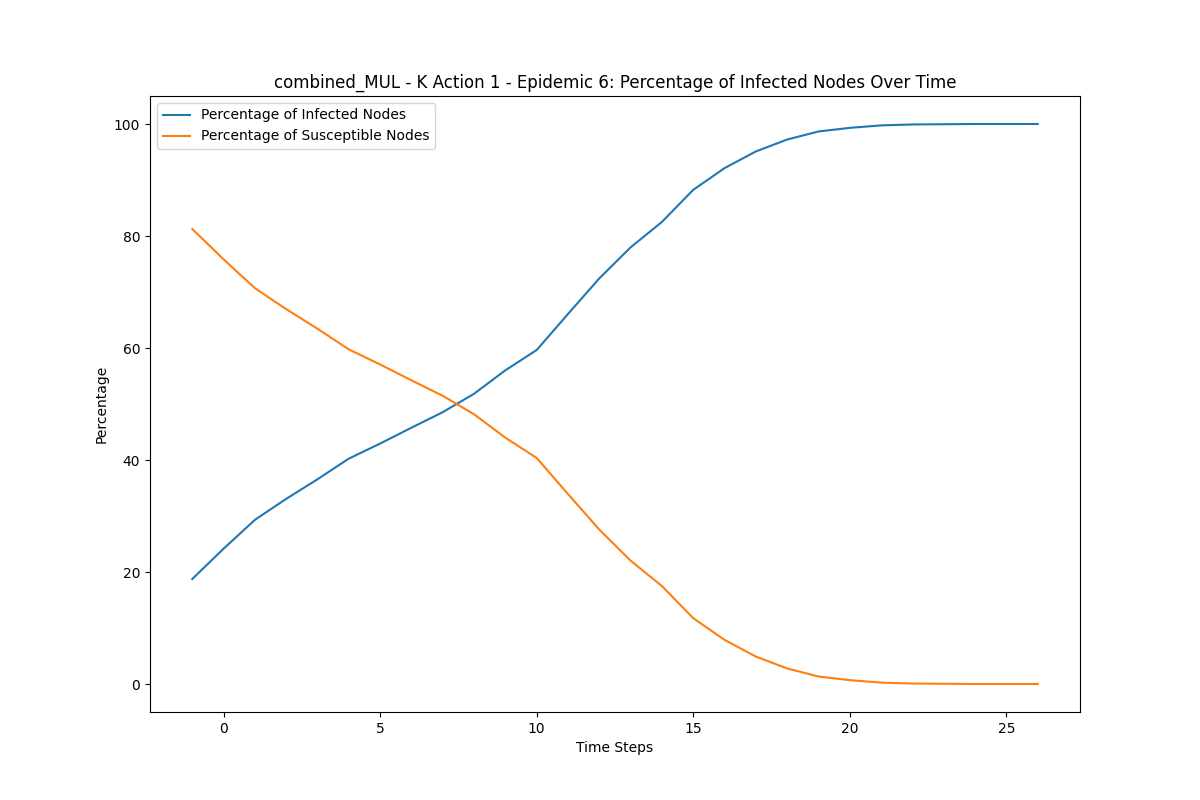 combined_MUL - K Action 1 - Epidemic 6: Percentage of Infected Nodes Over Time
Percentage of Infected Nodes
Percentage of Susceptible Nodes
100
80
60
40
20
0
Percentage
0 5 10 15 20 25
Time Steps